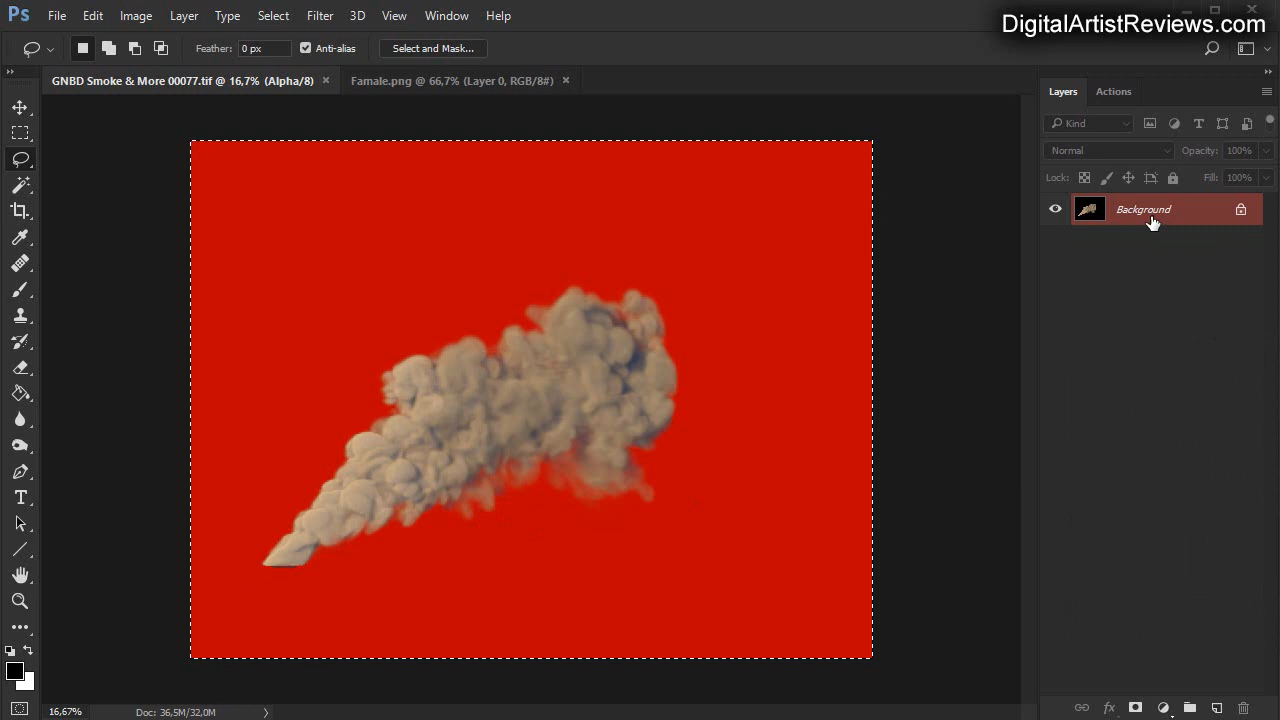 Ps File Edit Image Layer Type Select Filter 3D View Window Help
DigitalArtistReviews.com
Feather: 0 px Anti-alias Select and Mask...
GNBD Smoke & More 00077.tif @ 16,7% (Alpha/8) × Famale.png @ 66,7% (Layer 0, RGB/8#) ×
Layers Actions
Kind
Normal Opacity: 100%
Lock: Fill: 100%
Background
16,67% Doc: 36,5M/32,0M